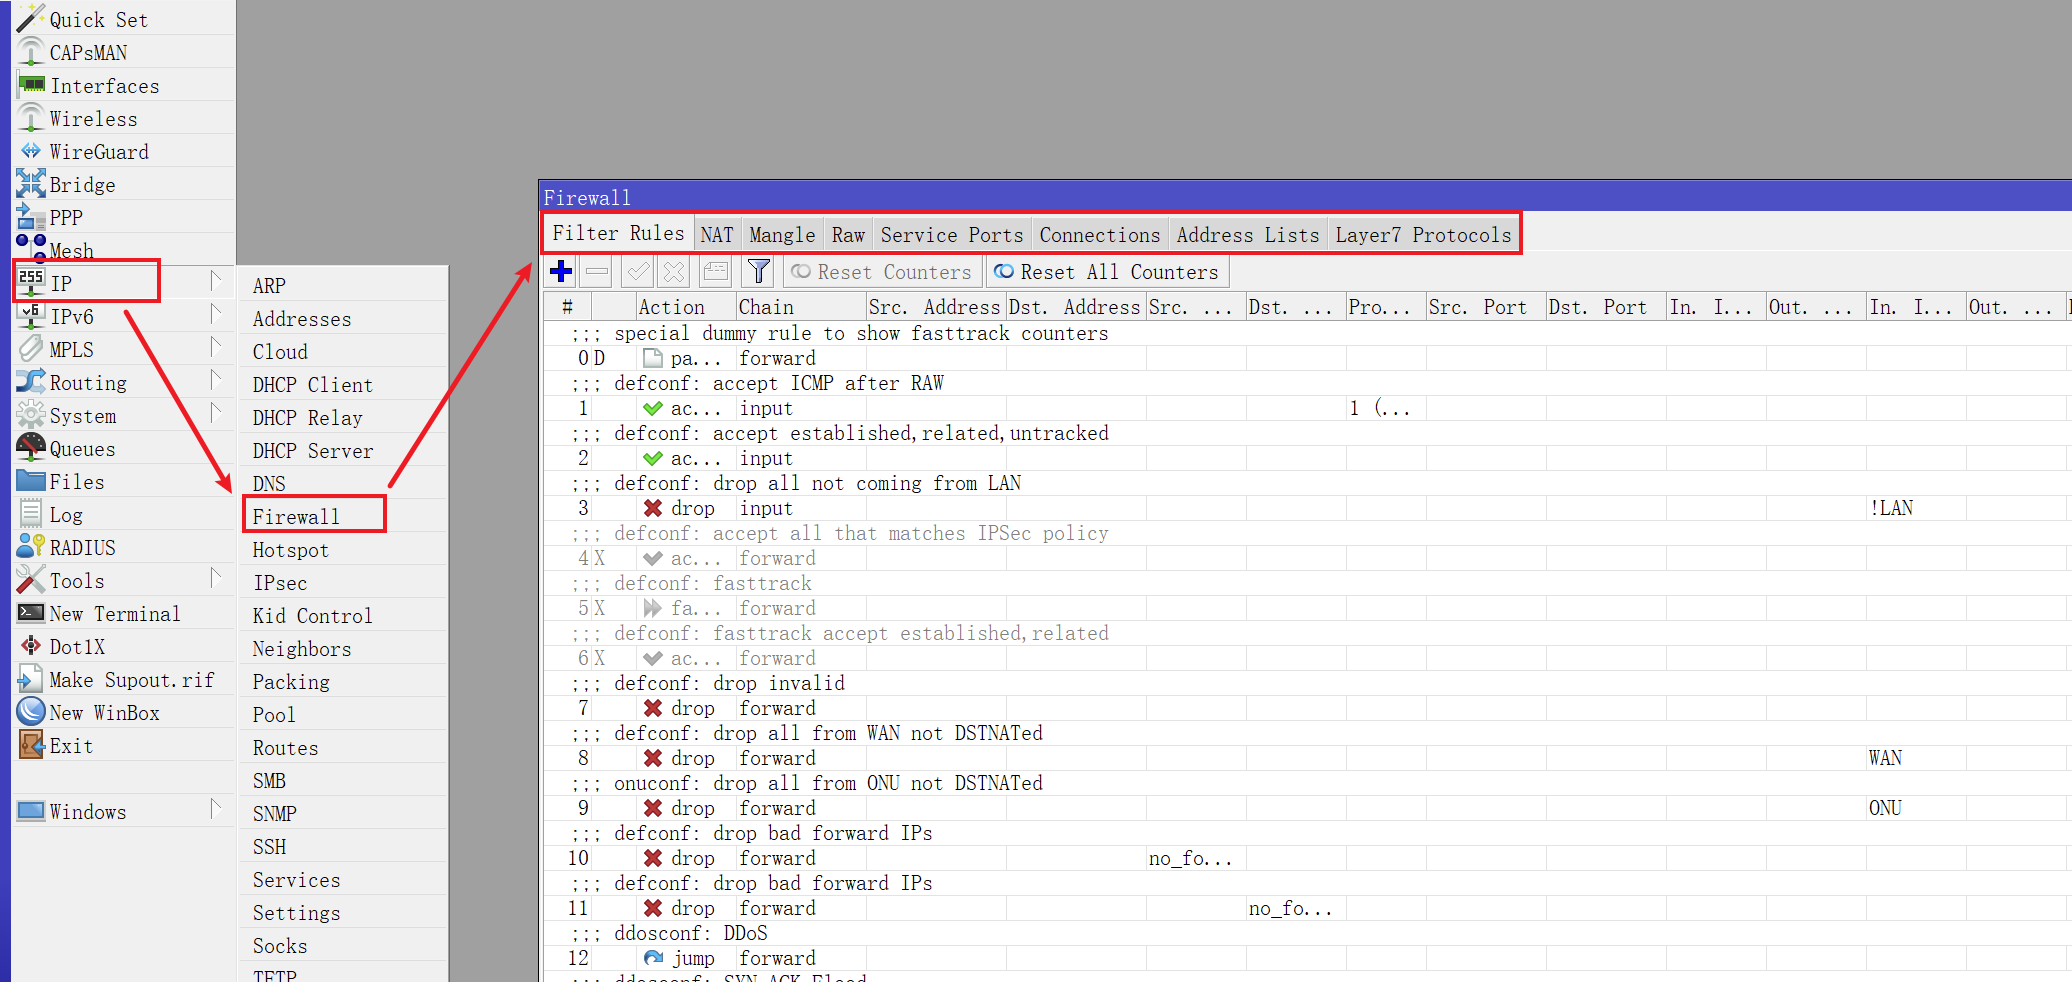 Quick Set
CAPsMAN
Interfaces
Wireless
WireGuard
Bridge
PPP
Mesh
255 IP
v6 IPv6
MPLS
Routing
System
Queues
Files
Log
RADIUS
Tools
New Terminal
Dot1X
Make Supout.rif
New WinBox
Exit
Windows
ARP
Addresses
Cloud
DHCP Client
DHCP Relay
DHCP Server
DNS
Firewall
Hotspot
IPsec
Kid Control
Neighbors
Packing
Pool
Routes
SMB
SNMP
SSH
Services
Settings
Socks
TFTP
Firewall
Filter Rules NAT Mangle Raw Service Ports Connections Address Lists Layer7 Protocols
Reset Counters Reset All Counters
# Action Chain Src. Address Dst. Address Src. ... Dst. ... Pro... Src. Port Dst. Port In. I... Out. ... In. I... Out. ...
;;; special dummy rule to show fasttrack counters
0 D pa... forward
;;; defconf: accept ICMP after RAW
1 ac... input 1 (...
;;; defconf: accept established,related,untracked
2 ac... input
;;; defconf: drop all not coming from LAN
3 drop input !LAN
;;; defconf: accept all that matches IPSec policy
4 X ac... forward
;;; defconf: fasttrack
5 X fa... forward
;;; defconf: fasttrack accept established,related
6 X ac... forward
;;; defconf: drop invalid
7 drop forward
;;; defconf: drop all from WAN not DSTNATed
8 drop forward WAN
;;; onuconf: drop all from ONU not DSTNATed
9 drop forward ONU
;;; defconf: drop bad forward IPs
10 drop forward no_fo...
;;; defconf: drop bad forward IPs
11 drop forward no_fo...
;;; ddosconf: DDoS
12 jump forward
;;; ddosconf: SYN-ACK Flood